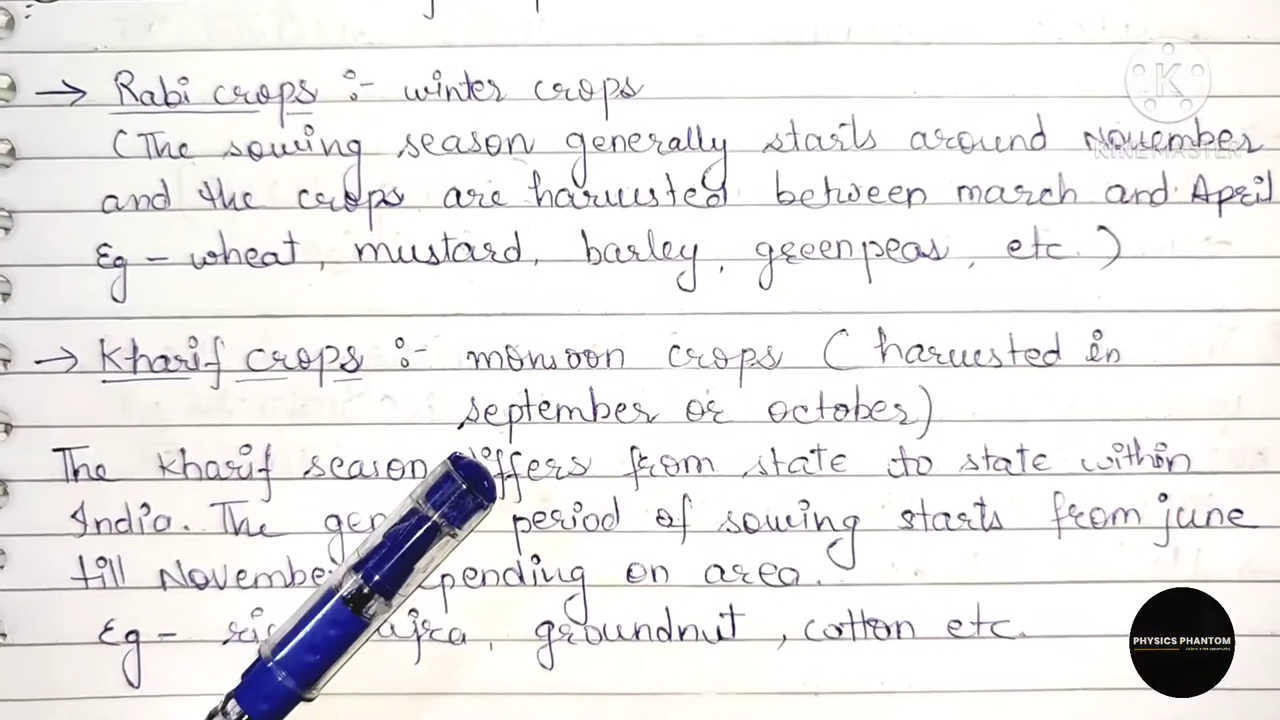 → Rabi crops :- winter crops
(The sowing season generally starts around November
and the crops are harvested between march and April
Eg - wheat, mustard, barley, greenpeas, etc.)
→ Kharif crops :- monsoon crops (harvested in
september or october)
The Kharif season differs from state to state within
India. The period of sowing starts from june
till November on area.
Eg - groundnut, cotton etc.
K
KINEMASTER
PHYSICS PHANTOM